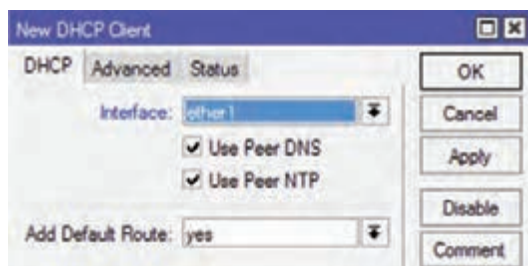 New DHCP Client
DHCP Advanced Status
Interface: ether1
Use Peer DNS
Use Peer NTP
Add Default Route: yes
OK
Cancel
Apply
Disable
Comment